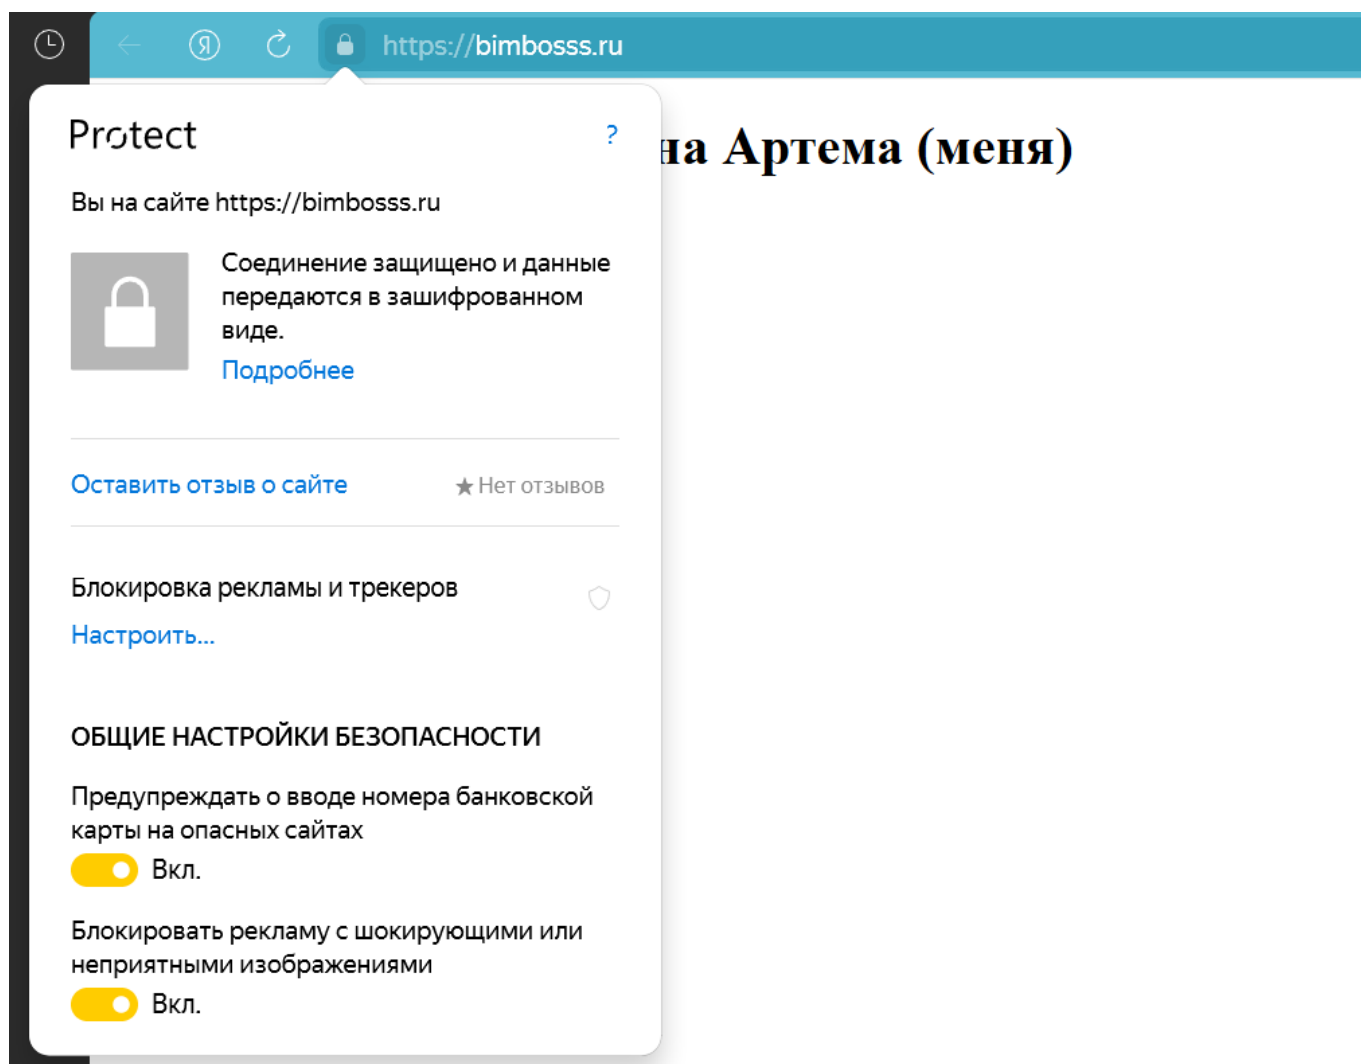 https://bimbosss.ru
Protect
?
на Артема (меня)
Вы на сайте https://bimbosss.ru
Соединение защищено и данные
передаются в зашифрованном
виде.
Подробнее
Оставить отзыв о сайте
★ Нет отзывов
Блокировка рекламы и трекеров
Настроить...
ОБЩИЕ НАСТРОЙКИ БЕЗОПАСНОСТИ
Предупреждать о вводе номера банковской
карты на опасных сайтах
Вкл.
Блокировать рекламу с шокирующими или
неприятными изображениями
Вкл.